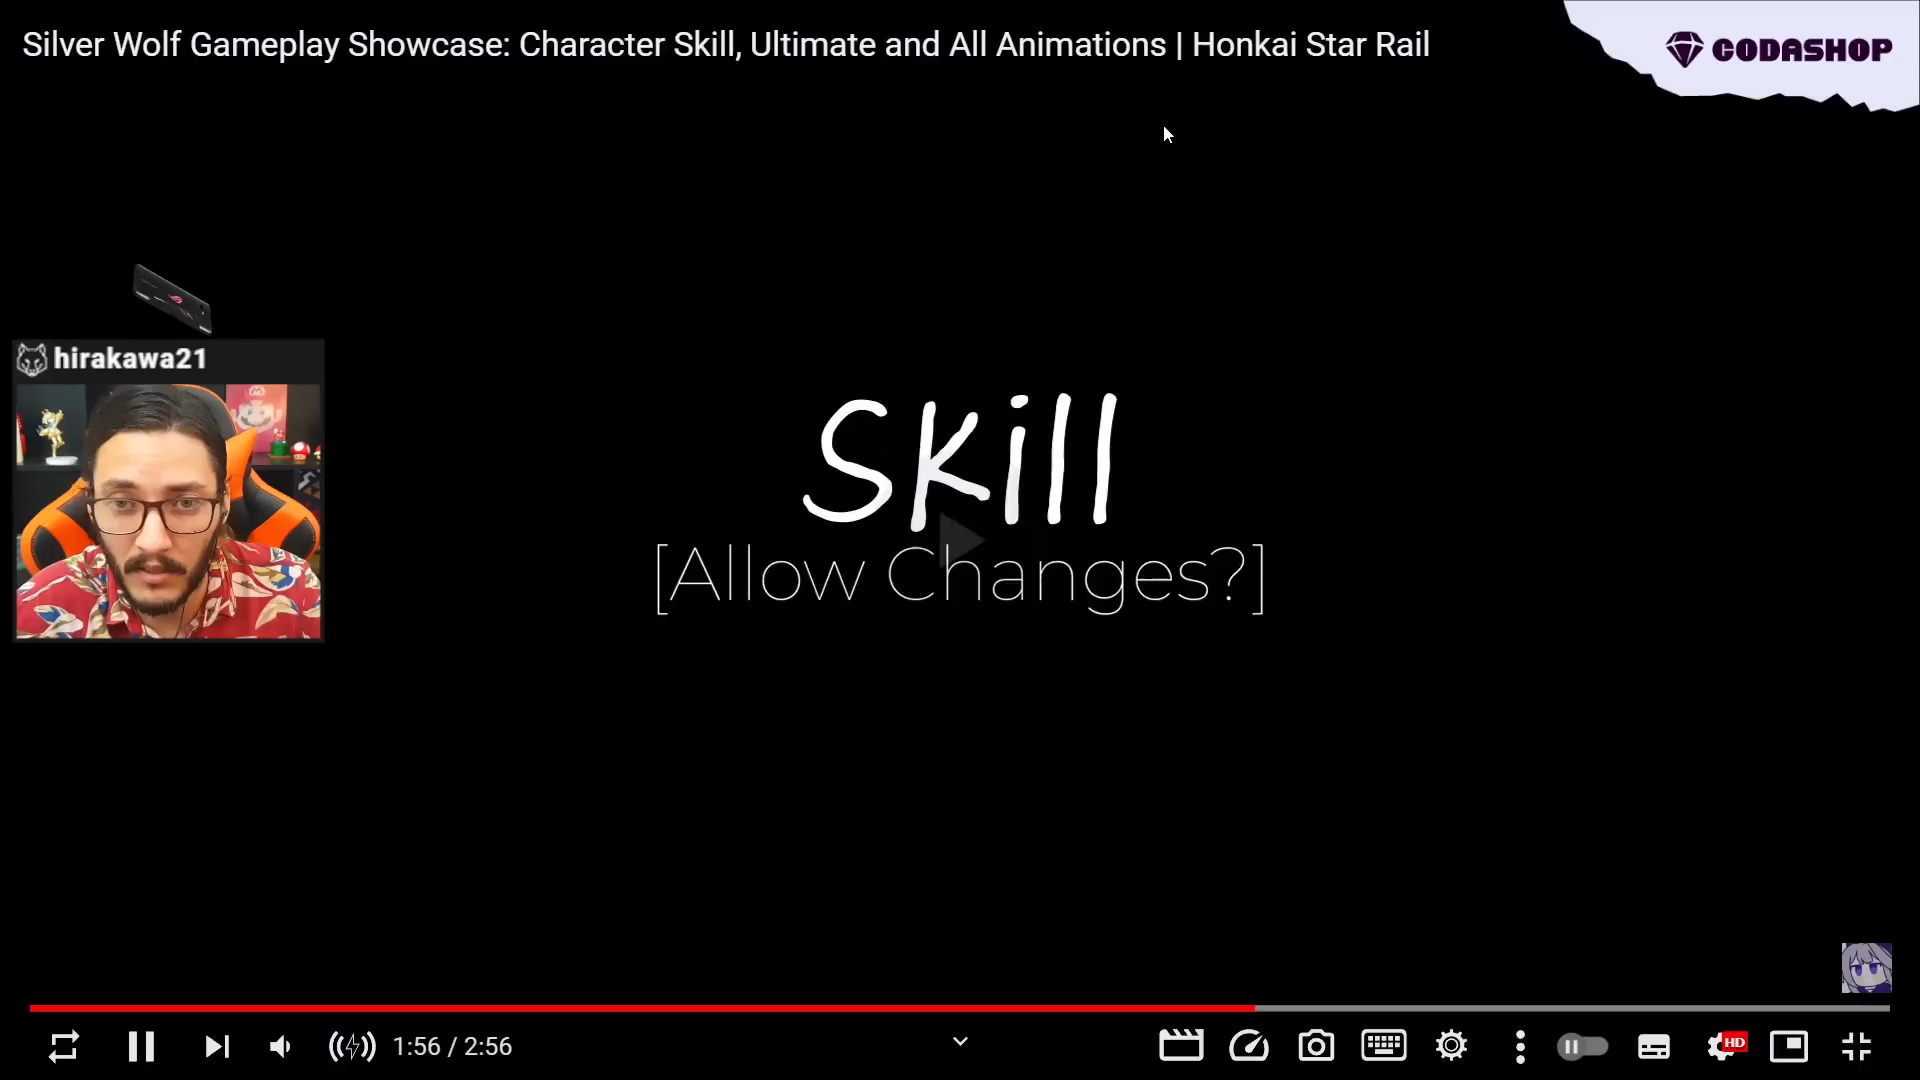 Silver Wolf Gameplay Showcase: Character Skill, Ultimate and All Animations | Honkai Star Rail
CODASHOP
hirakawa21
Skill
[Allow Changes?]
1:56 / 2:56
HD